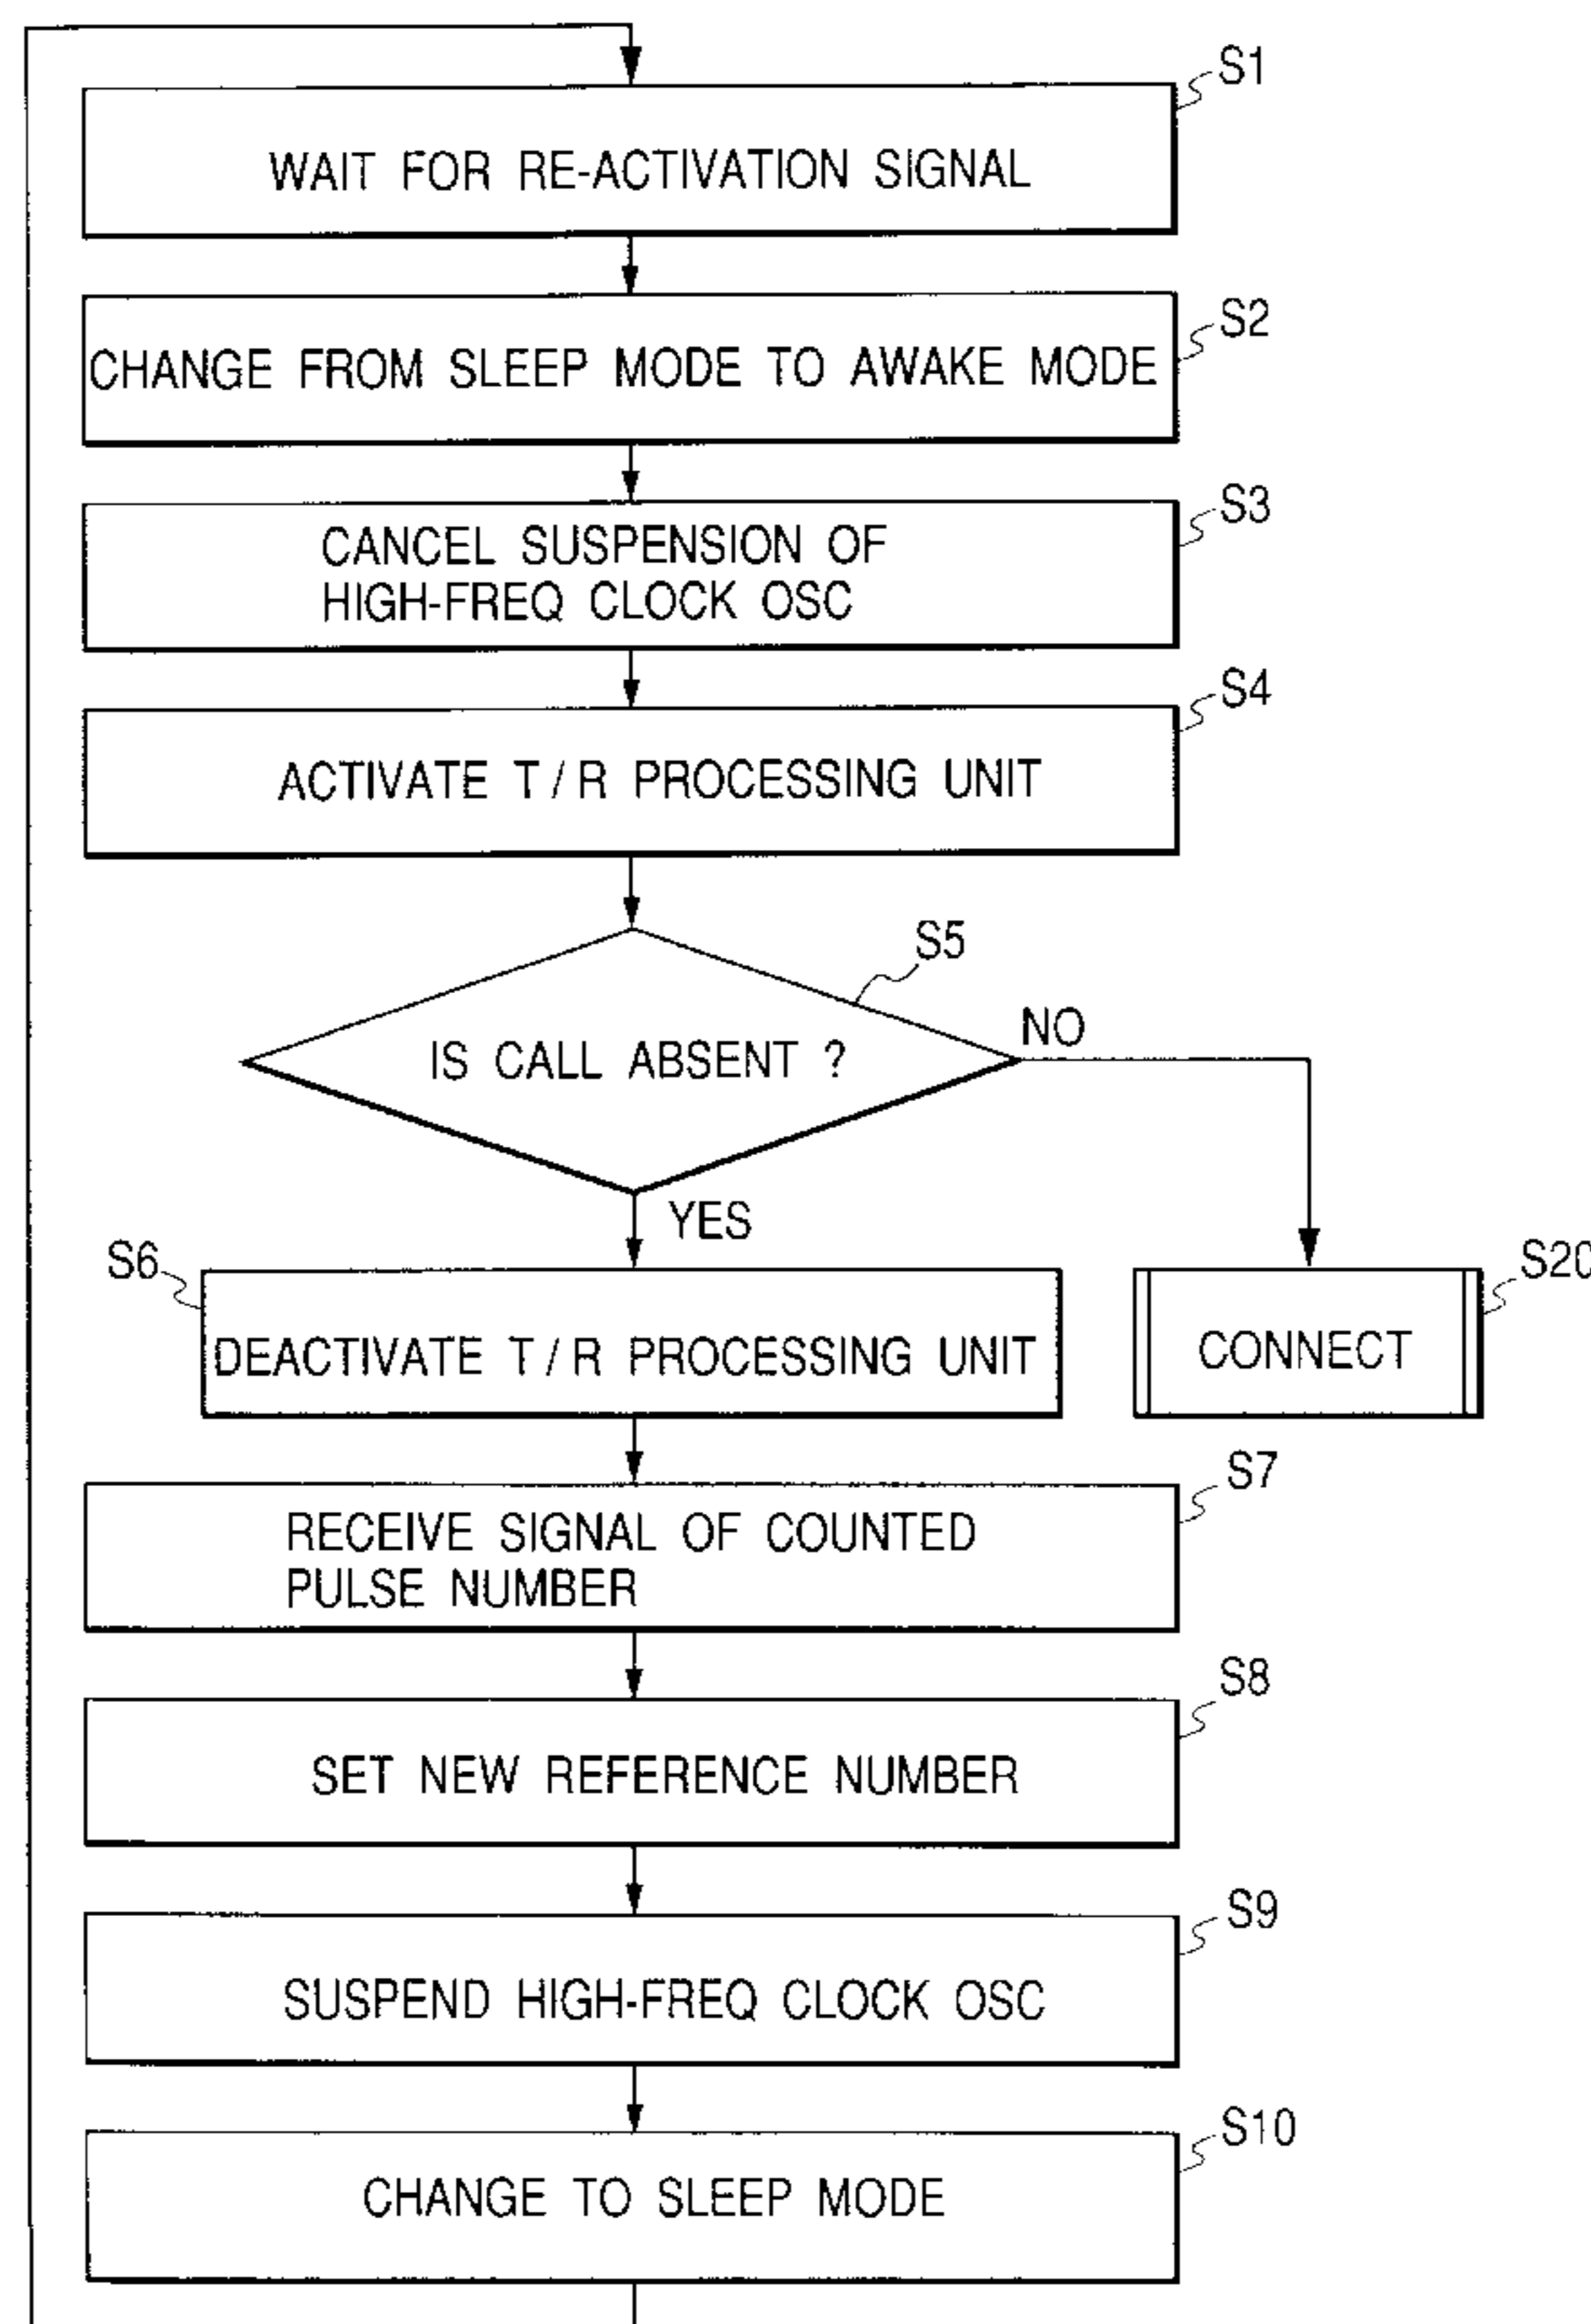 S1
WAIT FOR RE-ACTIVATION SIGNAL
S2
CHANGE FROM SLEEP MODE TO AWAKE MODE
S3
CANCEL SUSPENSION OF
HIGH-FREQ CLOCK OSC
S4
ACTIVATE T/R PROCESSING UNIT
S5
IS CALL ABSENT ?
NO
YES
S6
DEACTIVATE T/R PROCESSING UNIT
S20
CONNECT
S7
RECEIVE SIGNAL OF COUNTED
PULSE NUMBER
S8
SET NEW REFERENCE NUMBER
S9
SUSPEND HIGH-FREQ CLOCK OSC
S10
CHANGE TO SLEEP MODE